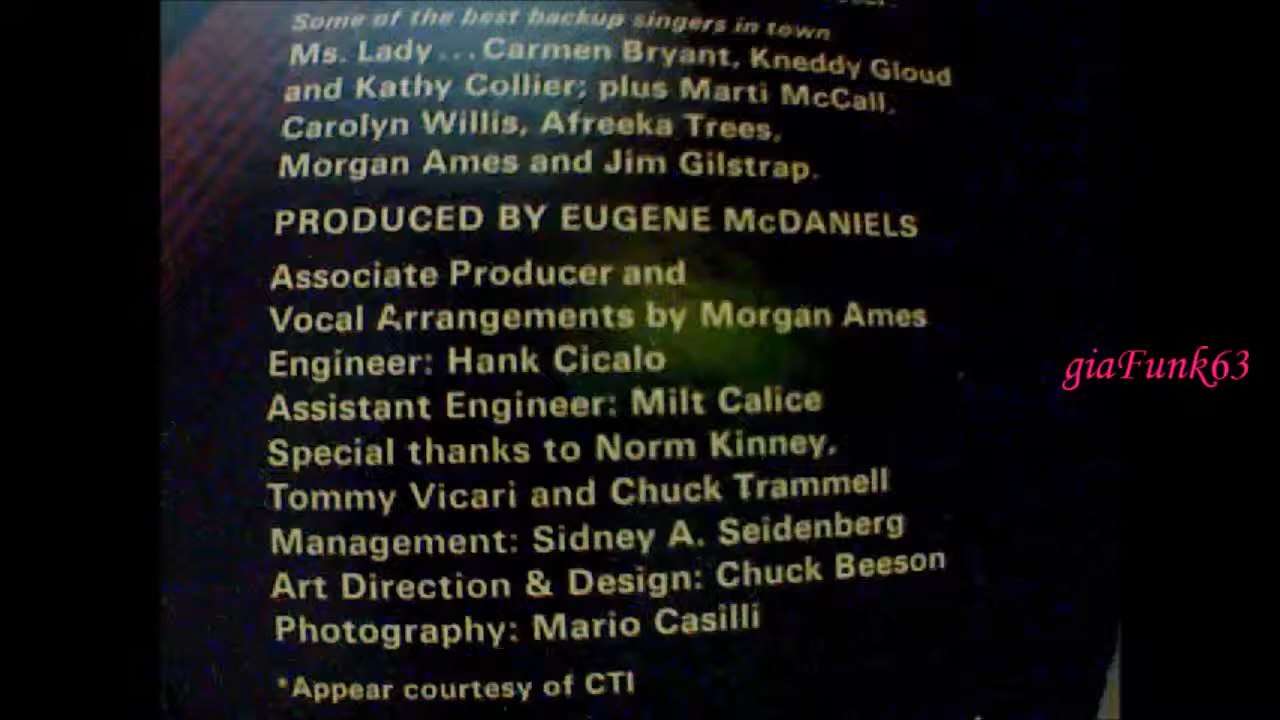 Some of the best backup singers in town
Ms. Lady...Carmen Bryant, Kneddy Gloud
and Kathy Collier; plus Marti McCall,
Carolyn Willis, Afreeka Trees,
Morgan Ames and Jim Gilstrap.
PRODUCED BY EUGENE McDANIELS
Associate Producer and
Vocal Arrangements by Morgan Ames
Engineer: Hank Cicalo
Assistant Engineer: Milt Calice
Special thanks to Norm Kinney,
Tommy Vicari and Chuck Trammell
Management: Sidney A. Seidenberg
Art Direction & Design: Chuck Beeson
Photography: Mario Casilli
*Appear courtesy of CTI
giaFunk63